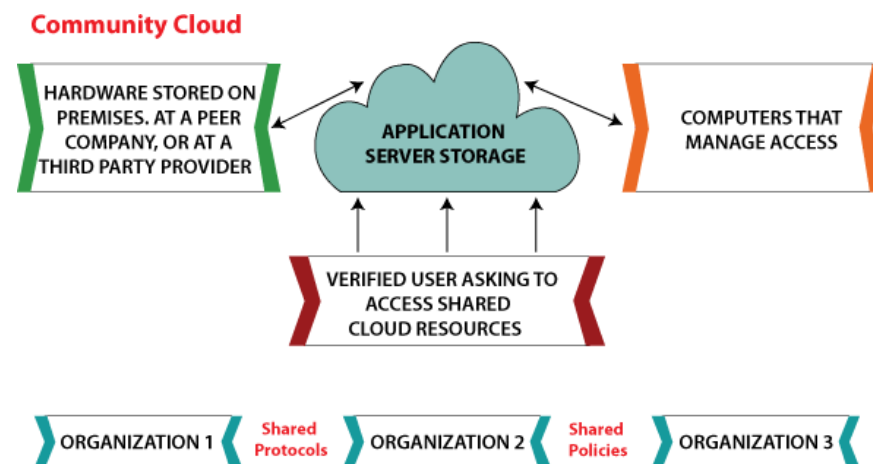 Community Cloud
HARDWARE STORED ON
PREMISES. AT A PEER
COMPANY, OR AT A
THIRD PARTY PROVIDER
APPLICATION
SERVER STORAGE
COMPUTERS THAT
MANAGE ACCESS
VERIFIED USER ASKING TO
ACCESS SHARED
CLOUD RESOURCES
ORGANIZATION 1
Shared
Protocols
ORGANIZATION 2
Shared
Policies
ORGANIZATION 3